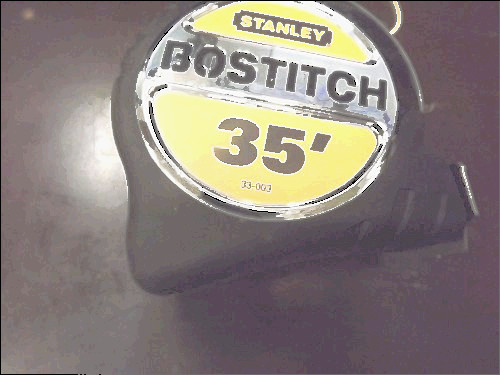 STANLEY
BOSTITCH
35'
33-003